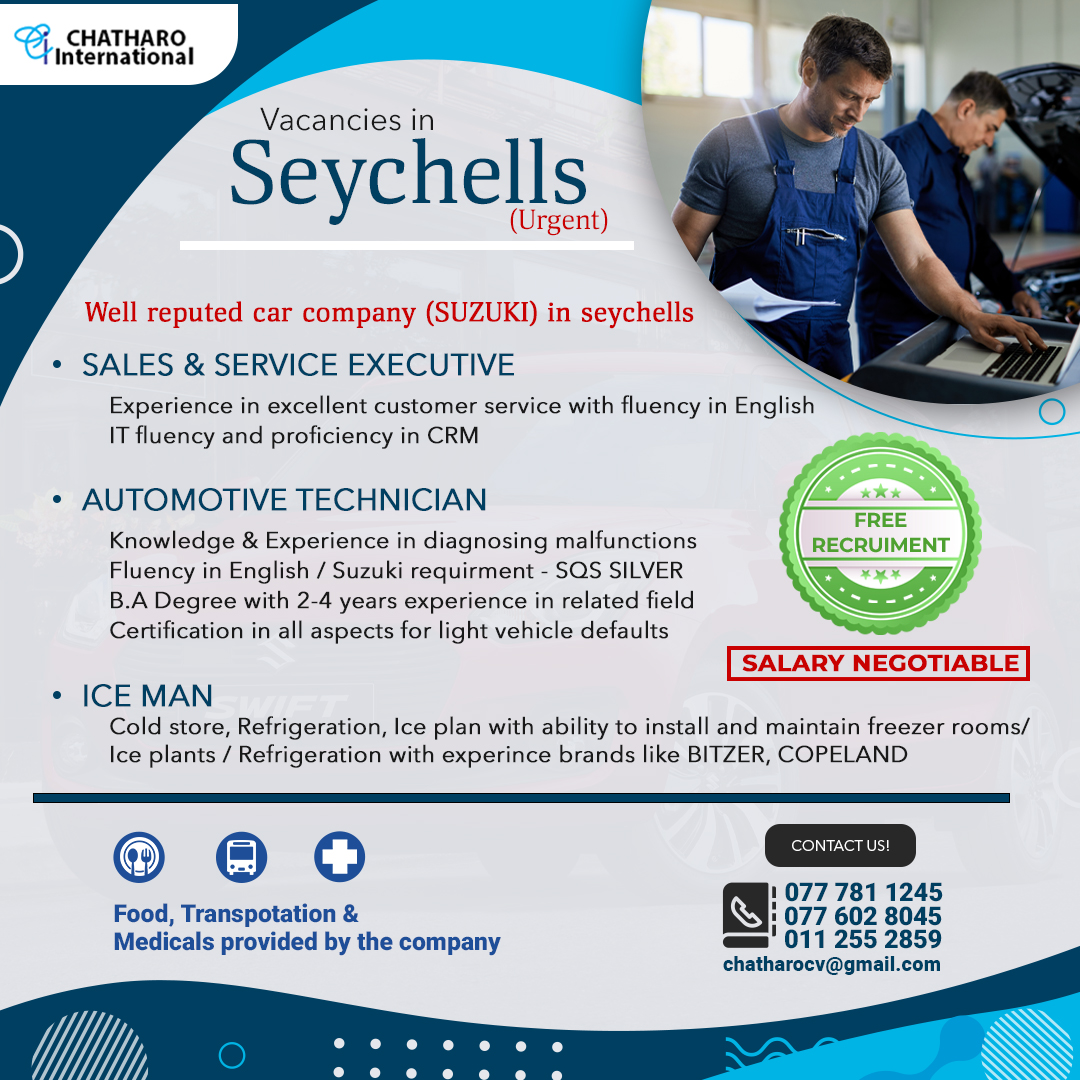 CHATHARO
International
Vacancies in
Seychells
(Urgent)
Well reputed car company (SUZUKI) in seychells
• SALES & SERVICE EXECUTIVE
Experience in excellent customer service with fluency in English
IT fluency and proficiency in CRM
• AUTOMOTIVE TECHNICIAN
Knowledge & Experience in diagnosing malfunctions
Fluency in English / Suzuki requirment - SQS SILVER
B.A Degree with 2-4 years experience in related field
Certification in all aspects for light vehicle defaults
FREE
RECRUIMENT
SALARY NEGOTIABLE
• ICE MAN
SWIFT
Cold store, Refrigeration, Ice plan with ability to install and maintain freezer rooms/
Ice plants / Refrigeration with experince brands like BITZER, COPELAND
Food, Transpotation &
Medicals provided by the company
CONTACT US!
077 781 1245
077 602 8045
011 255 2859
chatharocv@gmail.com